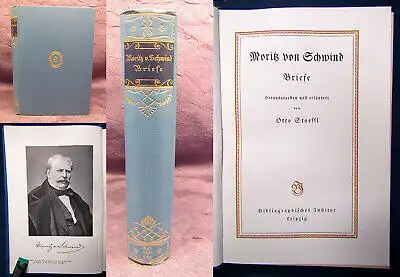 Moritz v. Schwind
Briefe
Moritz von Schwind
Briefe
Herausgegeben und erläutert
von
Otto Stoessl
Bibliographisches Institut
Leipzig